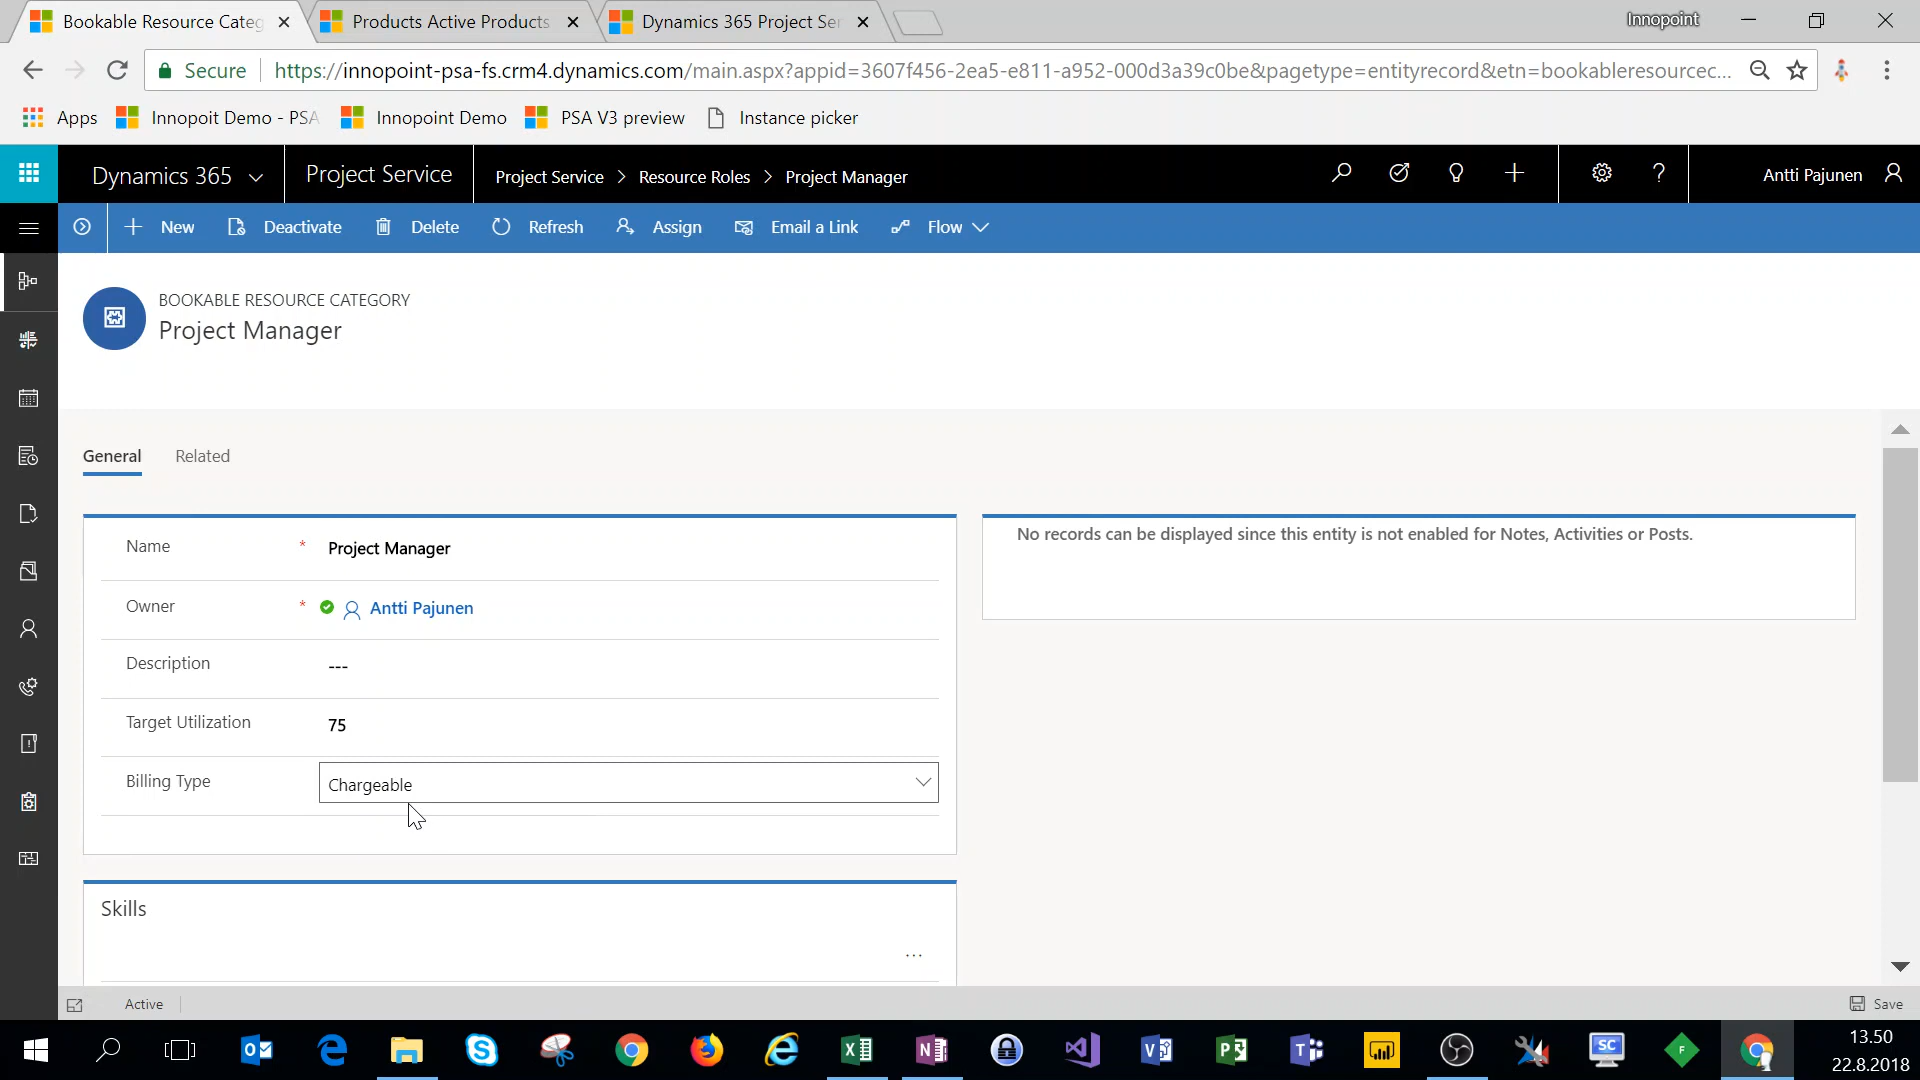 Bookable Resource Categ
Products Active Products
Dynamics 365 Project Ser
Innopoint
Secure
https://innopoint-psa-fs.crm4.dynamics.com/main.aspx?appid=3607f456-2ea5-e811-a952-000d3a39c0be&pagetype=entityrecord&etn=bookableresourcec...
Apps
Innopoit Demo - PSA
Innopoint Demo
PSA V3 preview
Instance picker
Dynamics 365
Project Service
Project Service > Resource Roles > Project Manager
Antti Pajunen
New
Deactivate
Delete
Refresh
Assign
Email a Link
Flow
BOOKABLE RESOURCE CATEGORY
Project Manager
General
Related
Name * Project Manager
Owner * Antti Pajunen
Description ---
Target Utilization 75
Billing Type Chargeable
No records can be displayed since this entity is not enabled for Notes, Activities or Posts.
Skills
...
Active
Save
13.50
22.8.2018